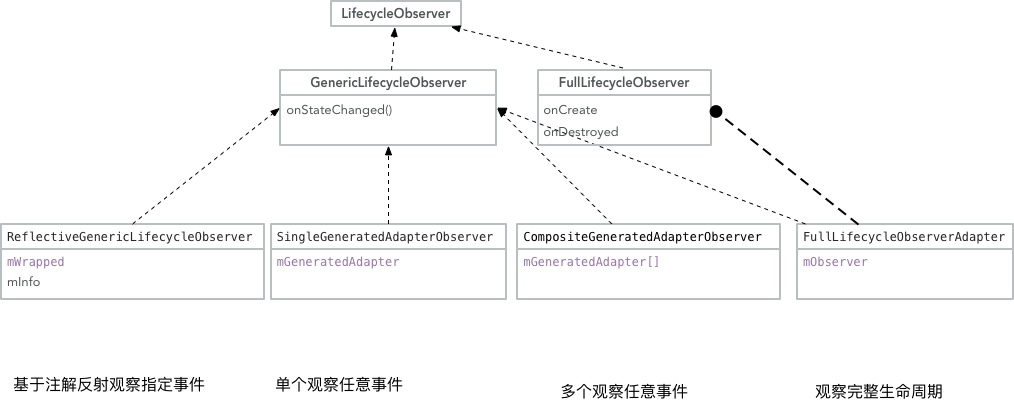 LifecycleObserver
GenericLifecycleObserver
onStateChanged()
FullLifecycleObserver
onCreate
onDestroyed
ReflectiveGenericLifecycleObserver
mWrapped
mInfo
SingleGeneratedAdapterObserver
mGeneratedAdapter
CompositeGeneratedAdapterObserver
mGeneratedAdapter[]
FullLifecycleObserverAdapter
mObserver
基于注解反射观察指定事件
单个观察任意事件
多个观察任意事件
观察完整生命周期